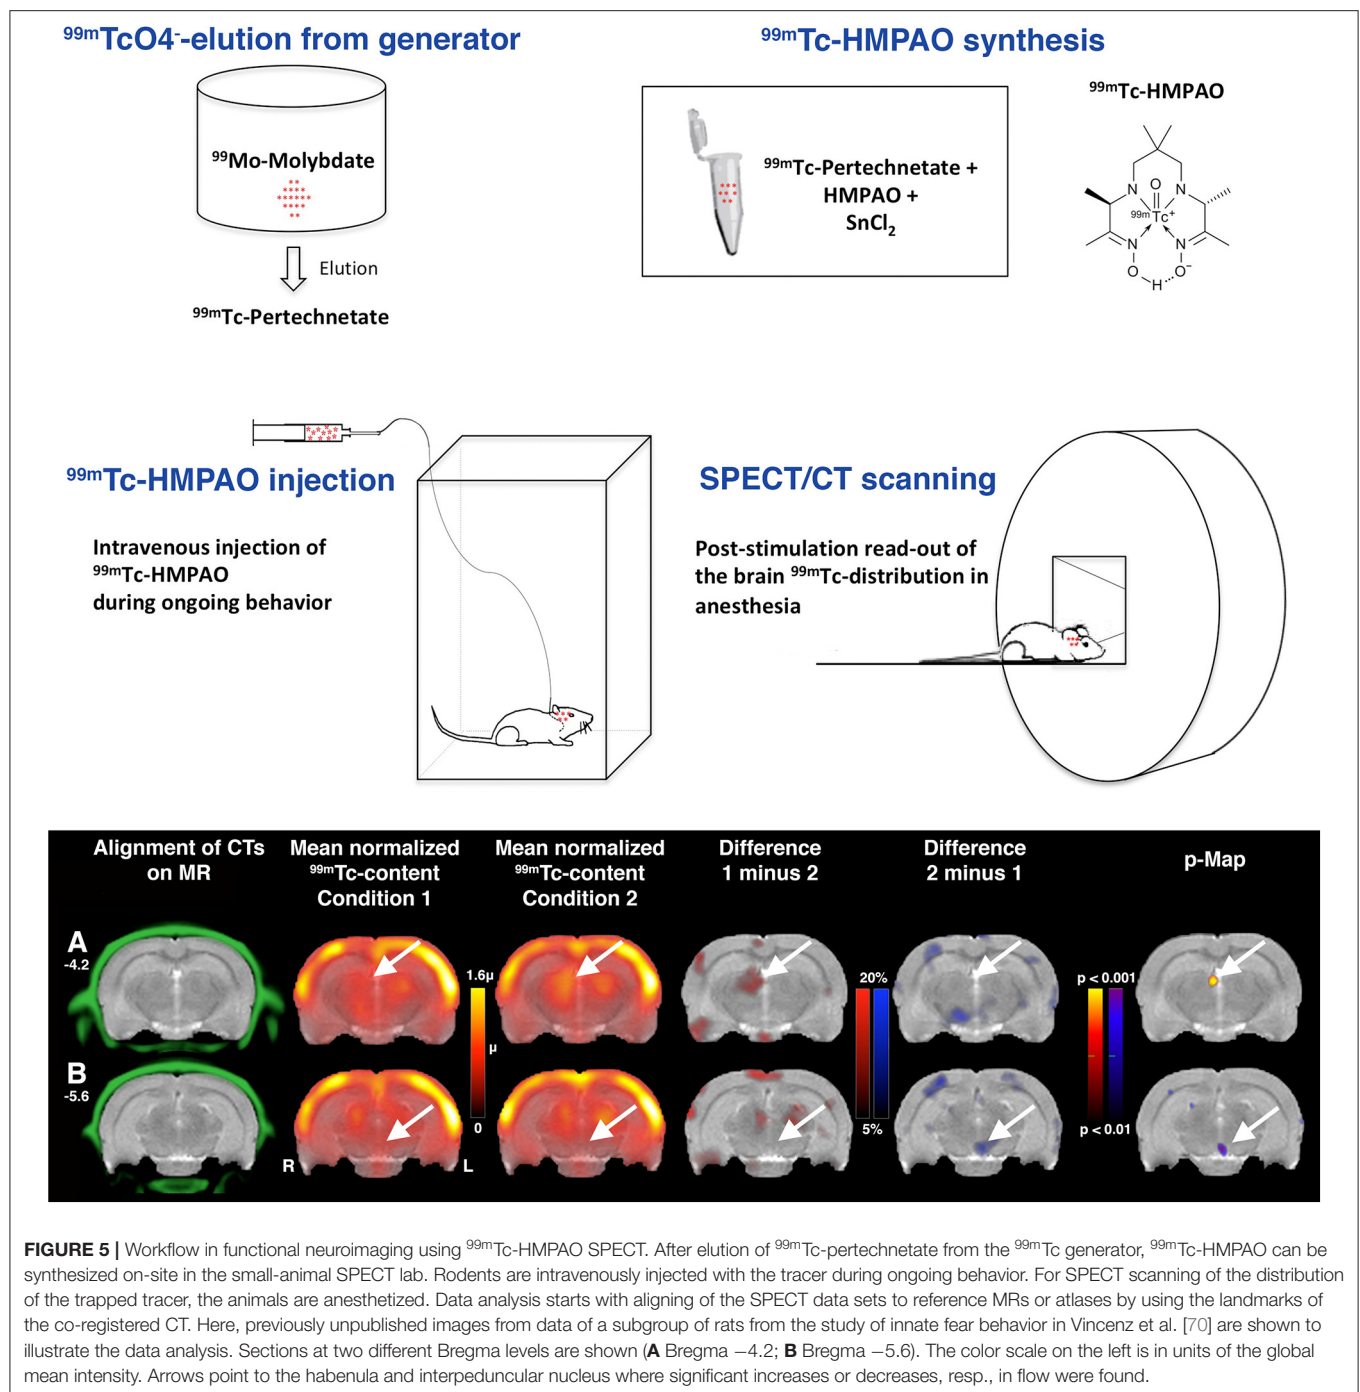 ⁹⁹ᵐTcO4⁻-elution from generator
⁹⁹Mo-Molybdate
Elution
⁹⁹ᵐTc-Pertechnetate
⁹⁹ᵐTc-HMPAO synthesis
⁹⁹ᵐTc-Pertechnetate +
HMPAO +
SnCl₂
⁹⁹ᵐTc-HMPAO
N O N
⁹⁹ᵐTc⁺
N N
O O⁻
H
⁹⁹ᵐTc-HMPAO injection
Intravenous injection of
⁹⁹ᵐTc-HMPAO
during ongoing behavior
SPECT/CT scanning
Post-stimulation read-out of
the brain ⁹⁹ᵐTc-distribution in
anesthesia
Alignment of CTs
on MR
Mean normalized
⁹⁹ᵐTc-content
Condition 1
Mean normalized
⁹⁹ᵐTc-content
Condition 2
Difference
1 minus 2
Difference
2 minus 1
p-Map
A
-4.2
1.6µ
µ
0
20%
5%
p < 0.001
p < 0.01
B
-5.6
R L
FIGURE 5 | Workflow in functional neuroimaging using ⁹⁹ᵐTc-HMPAO SPECT. After elution of ⁹⁹ᵐTc-pertechnetate from the ⁹⁹ᵐTc generator, ⁹⁹ᵐTc-HMPAO can be
synthesized on-site in the small-animal SPECT lab. Rodents are intravenously injected with the tracer during ongoing behavior. For SPECT scanning of the distribution
of the trapped tracer, the animals are anesthetized. Data analysis starts with aligning of the SPECT data sets to reference MRs or atlases by using the landmarks of
the co-registered CT. Here, previously unpublished images from data of a subgroup of rats from the study of innate fear behavior in Vincenz et al. [70] are shown to
illustrate the data analysis. Sections at two different Bregma levels are shown (A Bregma −4.2; B Bregma −5.6). The color scale on the left is in units of the global
mean intensity. Arrows point to the habenula and interpeduncular nucleus where significant increases or decreases, resp., in flow were found.